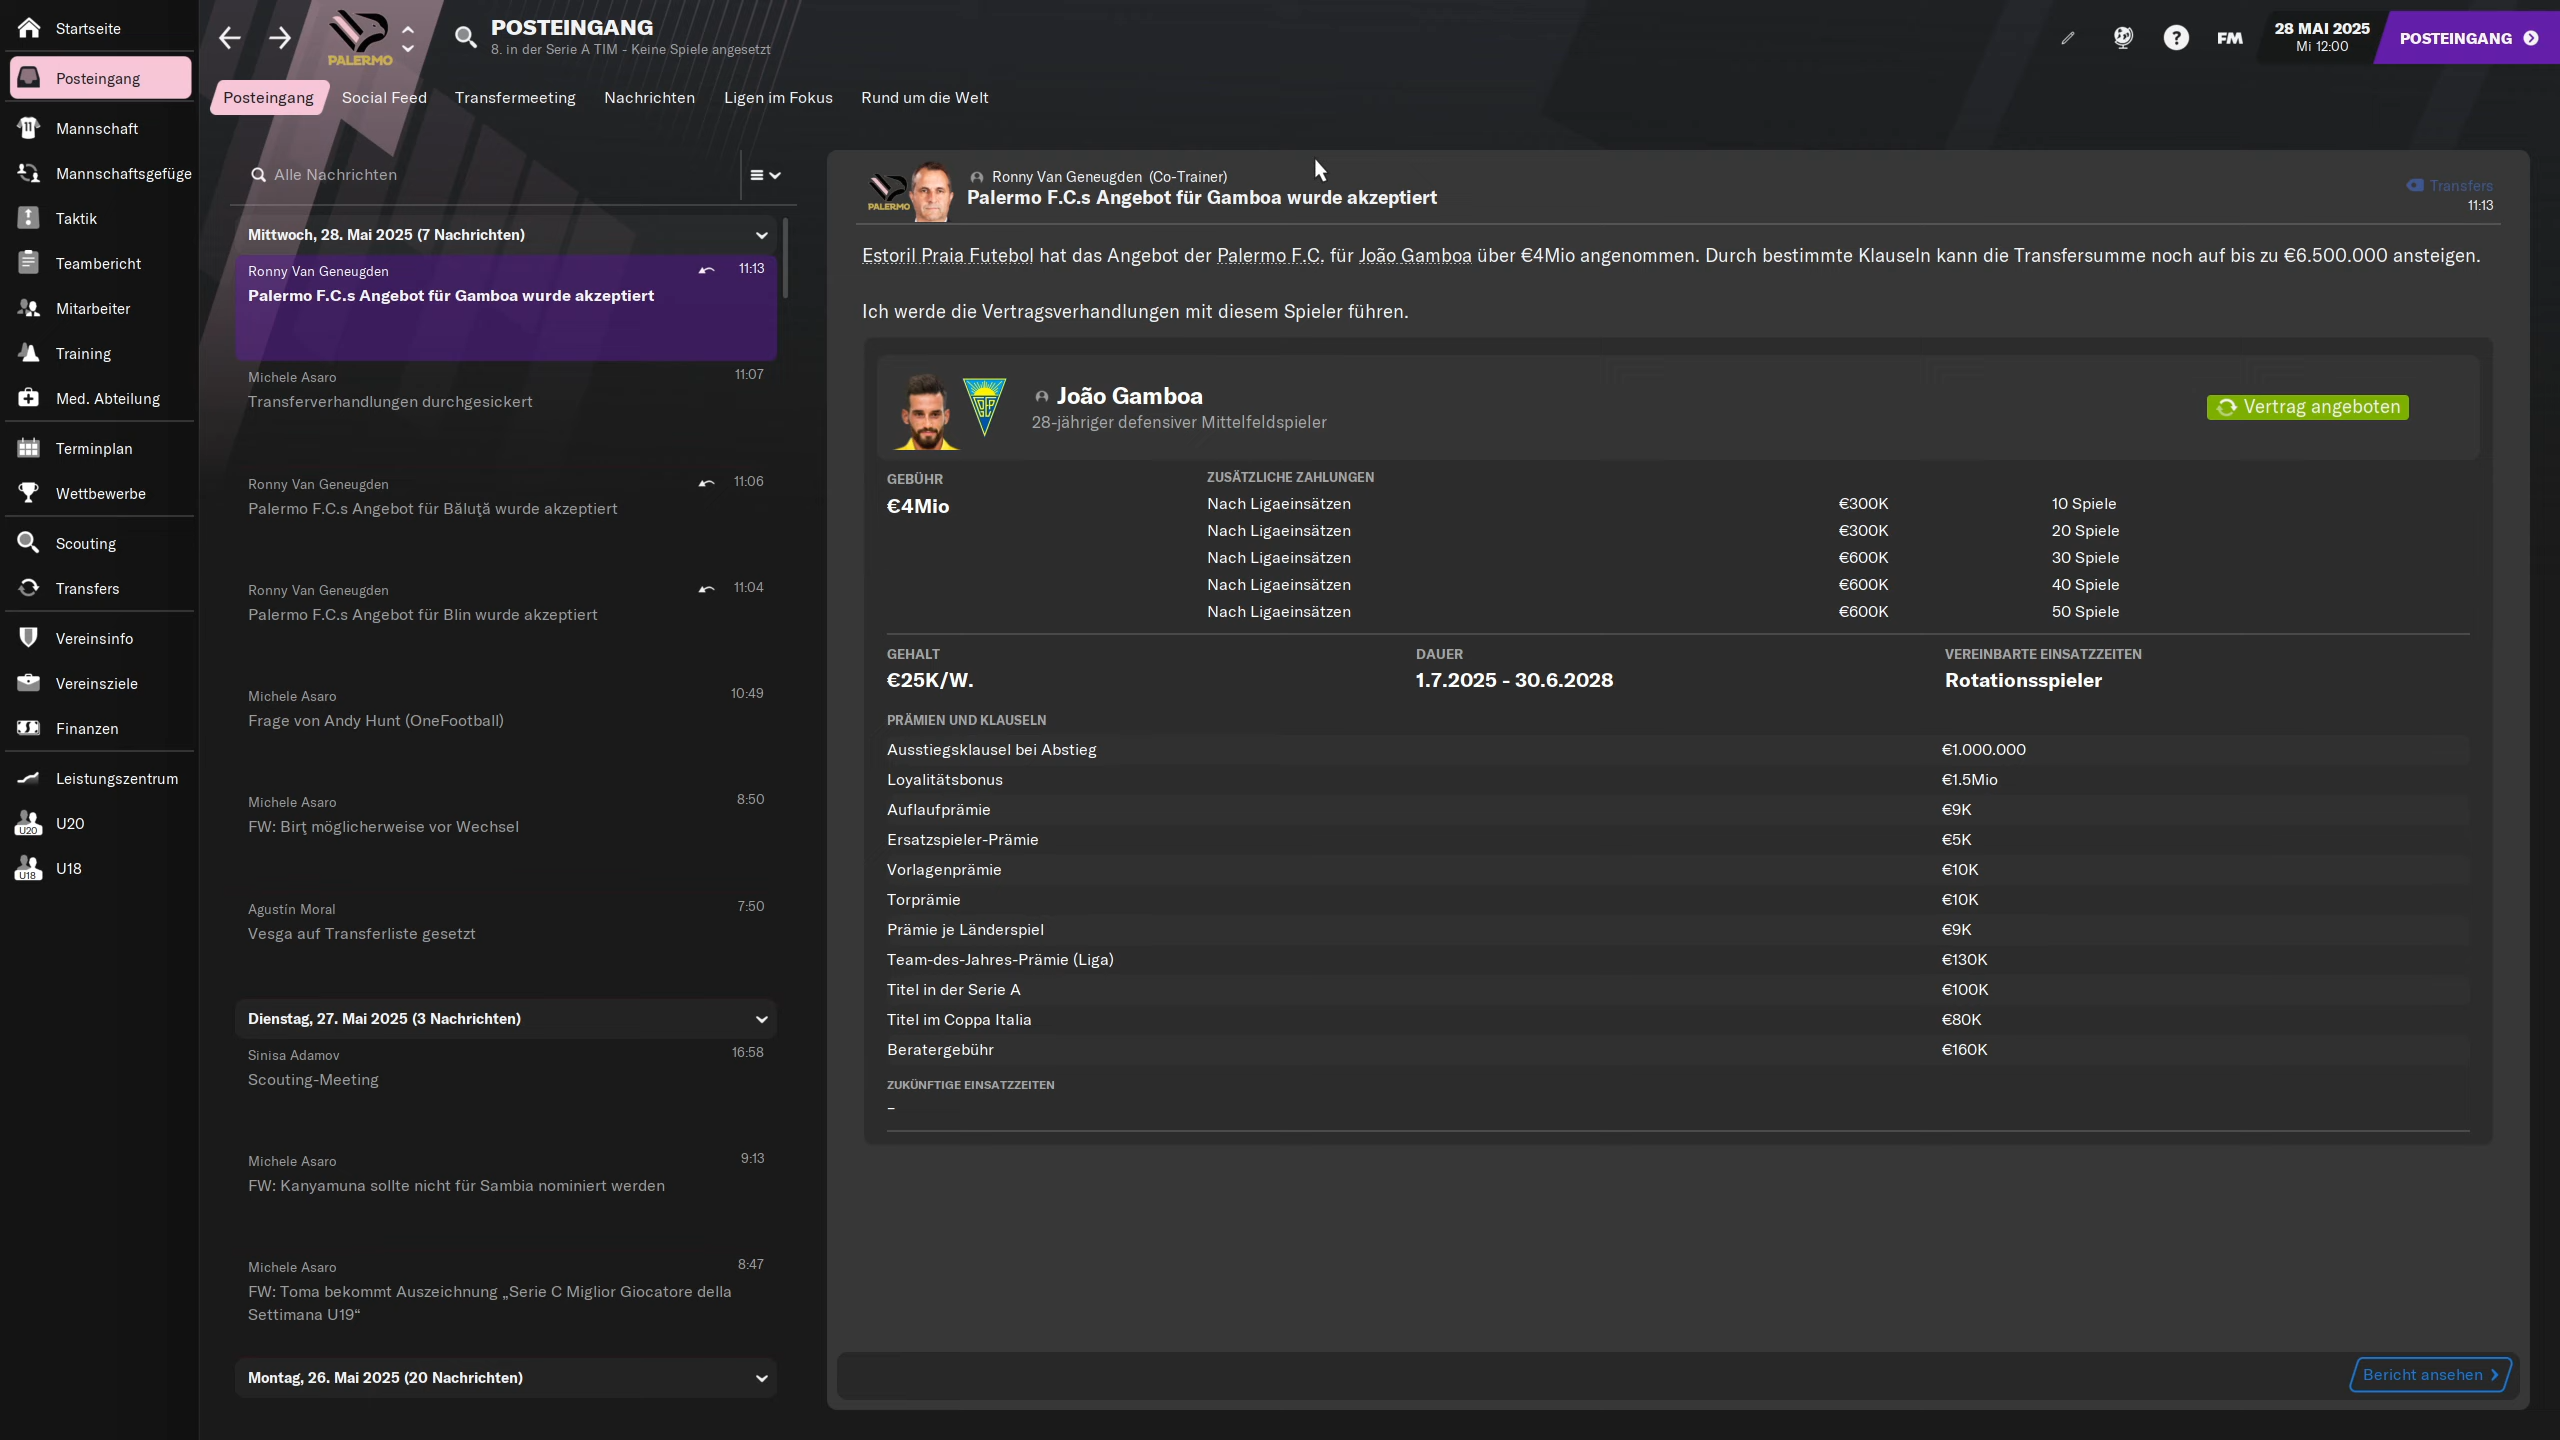 Startseite
Posteingang
Mannschaft
Mannschaftsgefüge
Taktik
Teambericht
Mitarbeiter
Training
Med. Abteilung
Terminplan
Wettbewerbe
Scouting
Transfers
Vereinsinfo
Vereinsziele
Finanzen
Leistungszentrum
U20
U20
U18
U18
PALERMO
POSTEINGANG
8. in der Serie A TIM - Keine Spiele angesetzt
FM
28 MAI 2025
Mi 12:00
POSTEINGANG
Posteingang Social Feed Transfermeeting Nachrichten Ligen im Fokus Rund um die Welt
Alle Nachrichten
Mittwoch, 28. Mai 2025 (7 Nachrichten)
Ronny Van Geneugden 11:13
Palermo F.C.s Angebot für Gamboa wurde akzeptiert
Michele Asaro 11:07
Transferverhandlungen durchgesickert
Ronny Van Geneugden 11:06
Palermo F.C.s Angebot für Băluţă wurde akzeptiert
Ronny Van Geneugden 11:04
Palermo F.C.s Angebot für Blin wurde akzeptiert
Michele Asaro 10:49
Frage von Andy Hunt (OneFootball)
Michele Asaro 8:50
FW: Birţ möglicherweise vor Wechsel
Agustín Moral 7:50
Vesga auf Transferliste gesetzt
Dienstag, 27. Mai 2025 (3 Nachrichten)
Sinisa Adamov 16:58
Scouting-Meeting
Michele Asaro 9:13
FW: Kanyamuna sollte nicht für Sambia nominiert werden
Michele Asaro 8:47
FW: Toma bekommt Auszeichnung „Serie C Miglior Giocatore della
Settimana U19“
Montag, 26. Mai 2025 (20 Nachrichten)
PALERMO
Ronny Van Geneugden (Co-Trainer)
Palermo F.C.s Angebot für Gamboa wurde akzeptiert
Transfers
11:13
Estoril Praia Futebol hat das Angebot der Palermo F.C. für João Gamboa über €4Mio angenommen. Durch bestimmte Klauseln kann die Transfersumme noch auf bis zu €6.500.000 ansteigen.
Ich werde die Vertragsverhandlungen mit diesem Spieler führen.
João Gamboa
28-jähriger defensiver Mittelfeldspieler
Vertrag angeboten
GEBÜHR
€4Mio
ZUSÄTZLICHE ZAHLUNGEN
Nach Ligaeinsätzen €300K 10 Spiele
Nach Ligaeinsätzen €300K 20 Spiele
Nach Ligaeinsätzen €600K 30 Spiele
Nach Ligaeinsätzen €600K 40 Spiele
Nach Ligaeinsätzen €600K 50 Spiele
GEHALT DAUER VEREINBARTE EINSATZZEITEN
€25K/W. 1.7.2025 - 30.6.2028 Rotationsspieler
PRÄMIEN UND KLAUSELN
Ausstiegsklausel bei Abstieg €1.000.000
Loyalitätsbonus €1.5Mio
Auflaufprämie €9K
Ersatzspieler-Prämie €5K
Vorlagenprämie €10K
Torprämie €10K
Prämie je Länderspiel €9K
Team-des-Jahres-Prämie (Liga) €130K
Titel in der Serie A €100K
Titel im Coppa Italia €80K
Beratergebühr €160K
ZUKÜNFTIGE EINSATZZEITEN
–
Bericht ansehen